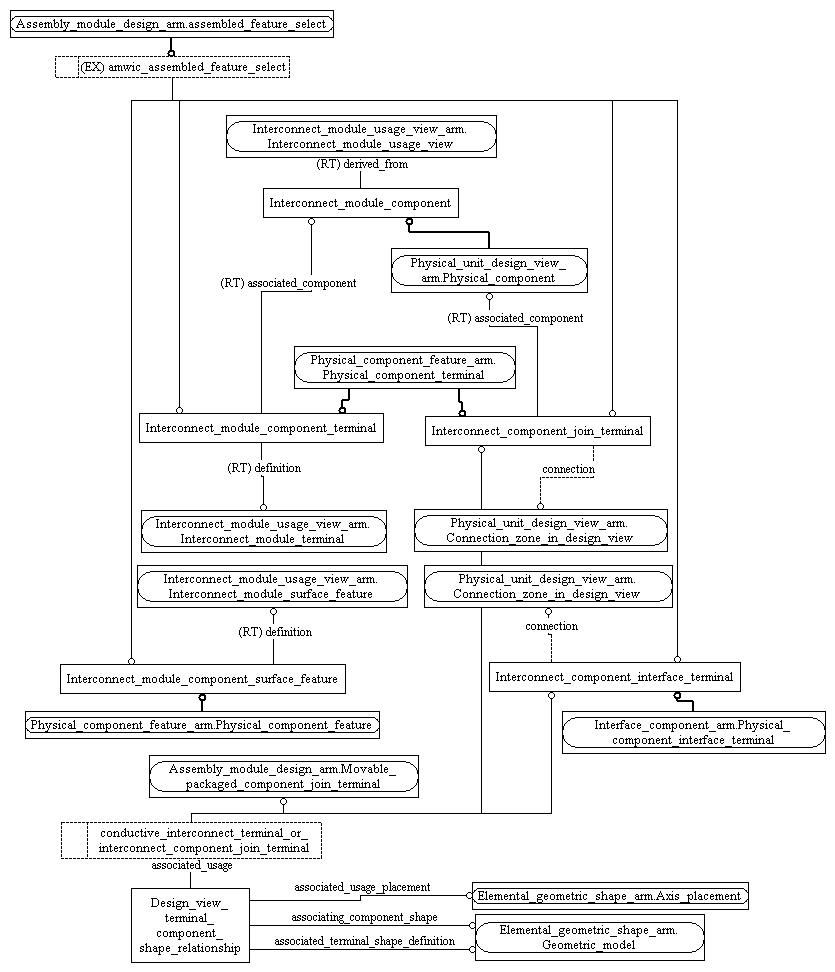 Assembly_module_design_arm.assembled_feature_select
(EX) amwic_assembled_feature_select
Interconnect_module_usage_view_arm.
Interconnect_module_usage_view
(RT) derived_from
Interconnect_module_component
Physical_unit_design_view_
arm.Physical_component
(RT) associated_component
(RT) associated_component
Physical_component_feature_arm.
Physical_component_terminal
Interconnect_module_component_terminal
Interconnect_component_join_terminal
(RT) definition
connection
Interconnect_module_usage_view_arm.
Interconnect_module_terminal
Physical_unit_design_view_arm.
Connection_zone_in_design_view
Interconnect_module_usage_view_arm.
Interconnect_module_surface_feature
Physical_unit_design_view_arm.
Connection_zone_in_design_view
(RT) definition
connection
Interconnect_module_component_surface_feature
Interconnect_component_interface_terminal
Physical_component_feature_arm.Physical_component_feature
Interface_component_arm.Physical_
component_interface_terminal
Assembly_module_design_arm.Movable_
packaged_component_join_terminal
conductive_interconnect_terminal_or_
interconnect_component_join_terminal
associated_usage
Design_view_
terminal_
component_
shape_relationship
associated_usage_placement
Elemental_geometric_shape_arm.Axis_placement
associating_component_shape
Elemental_geometric_shape_arm.
Geometric_model
associated_terminal_shape_definition